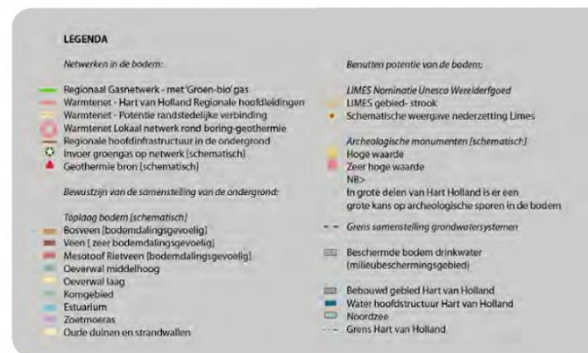 LEGENDA
Netwerken in de bodem:
Regionaal Gasnetwerk - met 'Groen-bio' gas
Warmtenet - Hart van Holland Regionale hoofdleidingen
Warmtenet - Potentie randstedelijke verbinding
Warmtenet Lokaal netwerk rond boring-geothermie
Regionale hoofdinfrastructuur in de ondergrond
Invoer groengas op netwerk [schematisch]
Geothermie bron [schematisch]
Bewustzijn van de samenstelling van de ondergrond:
Toplaag bodem [schematisch]
Bosveen [bodemdalingsgevoelig]
Veen [ zeer bodemdalingsgevoelig]
Mesotoof Rietveen [bodemdalingsgevoelig]
Oeverwal middelhoog
Oeverwal laag
Komgebied
Estuarium
Zoetmoeras
Oude duinen en strandwallen
Benutten potentie van de bodem:
LIMES Nominatie Unesco Wereldefgoed
LIMES gebied- strook
Schematische weergave nederzetting Limes
Archeologische monumenten [schematisch]
Hoge waarde
Zeer hoge waarde
NB>
In grote delen van Hart Holland is er een
grote kans op archeologische sporen in de bodem
Grens samenstelling grondwatersystemen
Beschermde bodem drinkwater
(milieubeschermingsgebied)
Bebouwd gebied Hart van Holland
Water hoofdstructuur Hart van Holland
Noordzee
Grens Hart van Holland